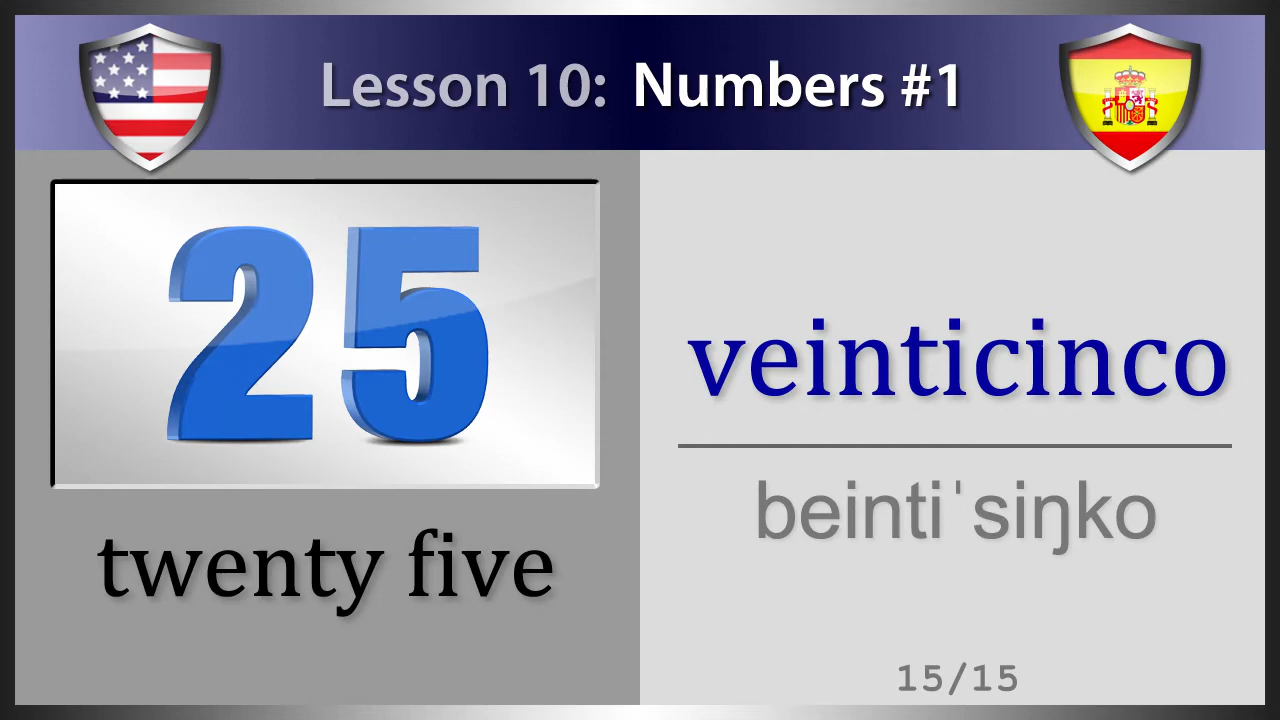 Lesson 10: Numbers #1
25
twenty five
veinticinco
beintiˈsiŋko
15/15